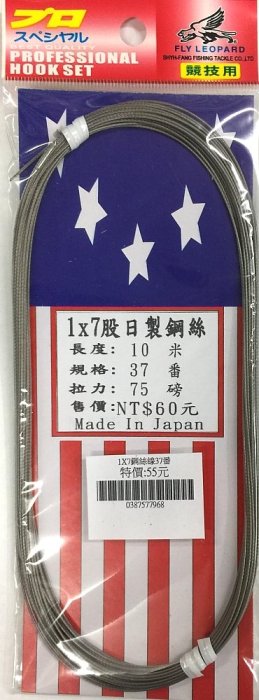 プロ
スペシャル
BEST QUALITY
PROFESSIONAL
HOOK SET
FLY LEOPARD
SHYH-FANG FISHING TACKLE CO.,LTD
競技用
1x7股日製鋼絲
長度: 10 米
規格: 37 番
拉力: 75 磅
售價:NT$60元
Made In Japan
1X7鋼絲線37番
特價:55元
0387577968